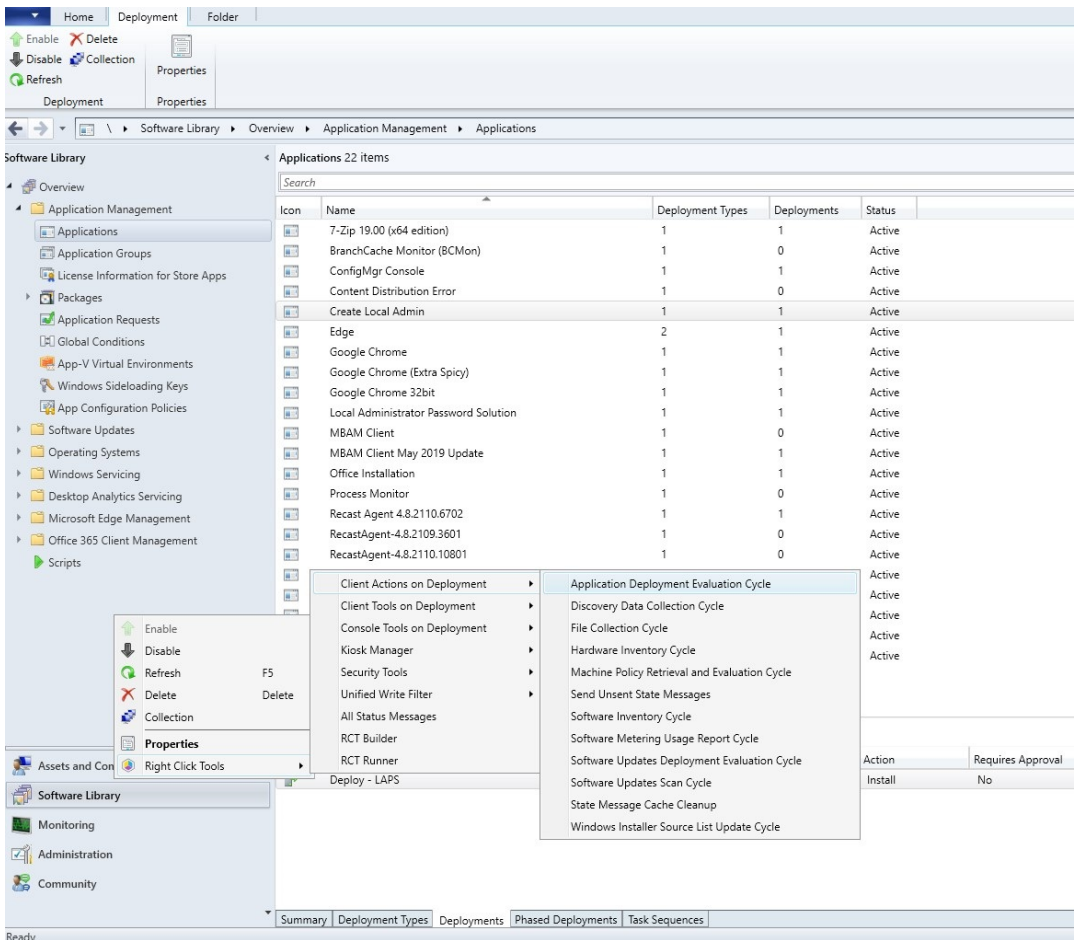 Home Deployment Folder
Enable Delete
Disable Collection
Refresh
Properties
Deployment Properties
\ Software Library Overview Application Management Applications
Software Library
Overview
Application Management
Applications
Application Groups
License Information for Store Apps
Packages
Application Requests
Global Conditions
App-V Virtual Environments
Windows Sideloading Keys
App Configuration Policies
Software Updates
Operating Systems
Windows Servicing
Desktop Analytics Servicing
Microsoft Edge Management
Office 365 Client Management
Scripts
Applications 22 items
Search
Icon Name Deployment Types Deployments Status
7-Zip 19.00 (x64 edition) 1 1 Active
BranchCache Monitor (BCMon) 1 0 Active
ConfigMgr Console 1 1 Active
Content Distribution Error 1 0 Active
Create Local Admin 1 1 Active
Edge 2 1 Active
Google Chrome 1 1 Active
Google Chrome (Extra Spicy) 1 1 Active
Google Chrome 32bit 1 1 Active
Local Administrator Password Solution 1 1 Active
MBAM Client 1 0 Active
MBAM Client May 2019 Update 1 1 Active
Office Installation 1 1 Active
Process Monitor 1 0 Active
Recast Agent 4.8.2110.6702 1 1 Active
RecastAgent-4.8.2109.3601 1 0 Active
RecastAgent-4.8.2110.10801 1 0 Active
Active
Active
Active
Active
Active
Enable
Disable
Refresh F5
Delete Delete
Collection
Properties
Right Click Tools
Client Actions on Deployment
Client Tools on Deployment
Console Tools on Deployment
Kiosk Manager
Security Tools
Unified Write Filter
All Status Messages
RCT Builder
RCT Runner
Application Deployment Evaluation Cycle
Discovery Data Collection Cycle
File Collection Cycle
Hardware Inventory Cycle
Machine Policy Retrieval and Evaluation Cycle
Send Unsent State Messages
Software Inventory Cycle
Software Metering Usage Report Cycle
Software Updates Deployment Evaluation Cycle
Software Updates Scan Cycle
State Message Cache Cleanup
Windows Installer Source List Update Cycle
Action Requires Approval
Deploy - LAPS Install No
Assets and Con
Software Library
Monitoring
Administration
Community
Summary Deployment Types Deployments Phased Deployments Task Sequences
Ready